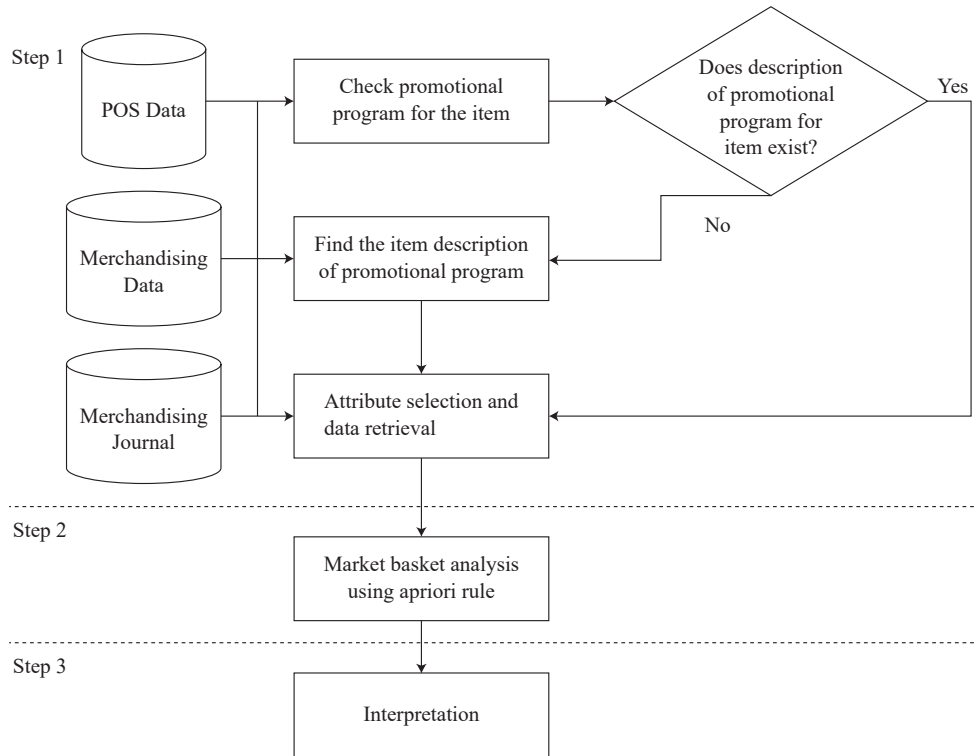 Step 1
POS Data
Check promotional
program for the item
Does description
of promotional
program for
item exist?
Yes
No
Merchandising
Data
Find the item description
of promotional program
Merchandising
Journal
Attribute selection and
data retrieval
Step 2
Market basket analysis
using apriori rule
Step 3
Interpretation